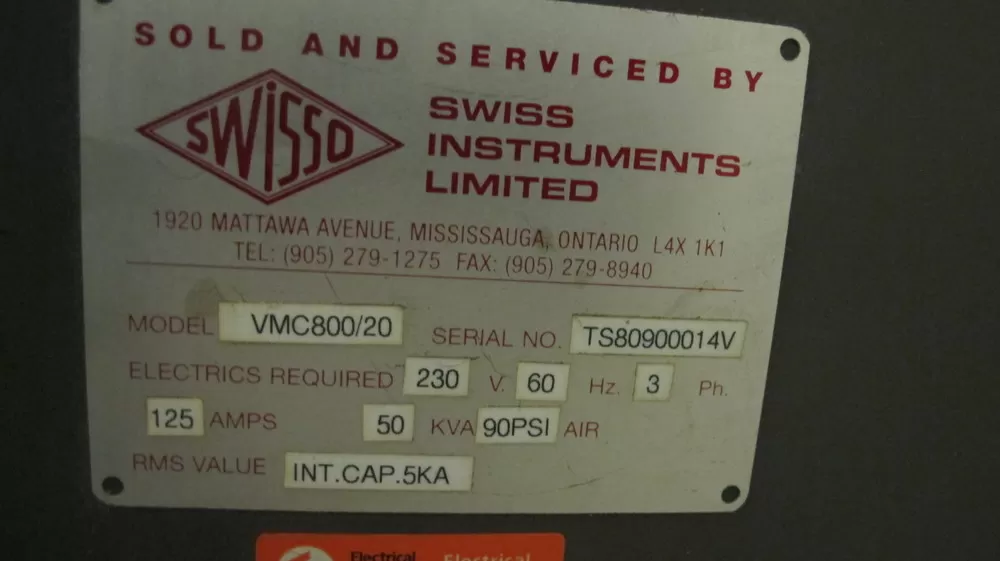 SOLD AND SERVICED BY
SWISSO
SWISS
INSTRUMENTS
LIMITED
1920 MATTAWA AVENUE, MISSISSAUGA, ONTARIO L4X 1K1
TEL: (905) 279-1275 FAX: (905) 279-8940
MODEL VMC800/20 SERIAL NO. TS80900014V
ELECTRICS REQUIRED 230 V. 60 Hz. 3 Ph.
125 AMPS 50 KVA 90PSI AIR
RMS VALUE INT.CAP.5KA
Electrical Electrical